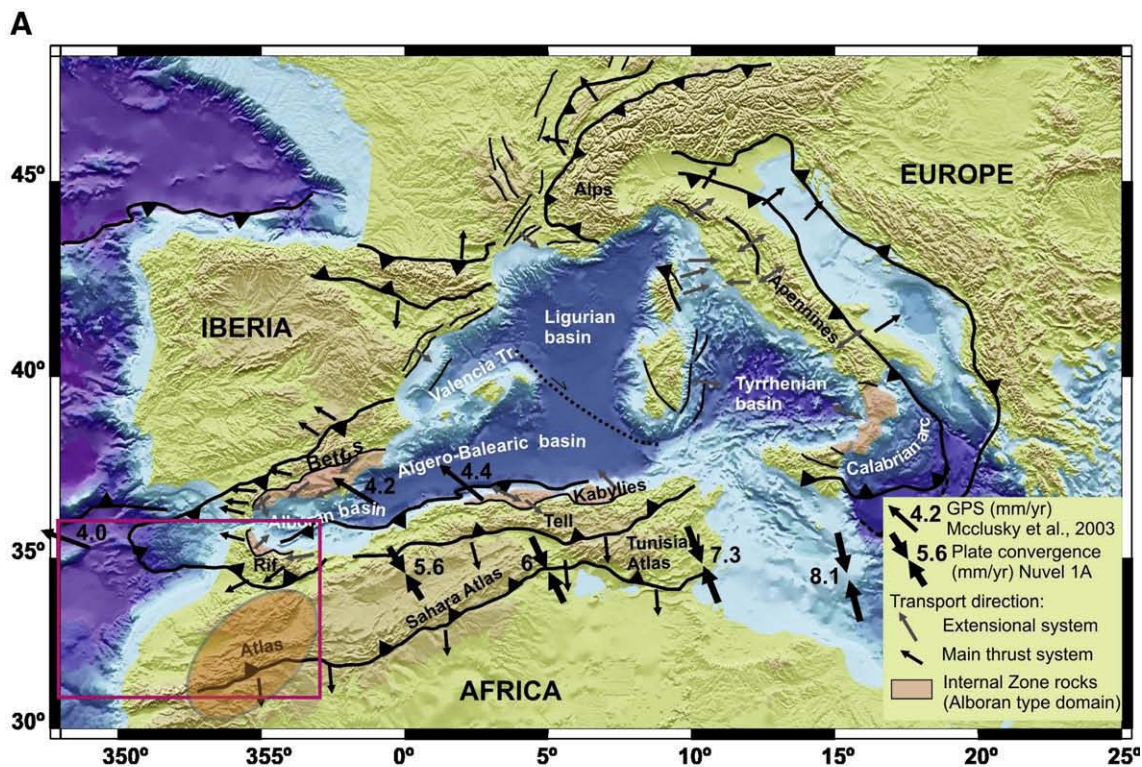 A
45º
40º
35º
30º
350º
355º
0º
5º
10º
15º
20º
25º
EUROPE
Alps
IBERIA
Ligurian
basin
Apennines
Valencia Tr.
Tyrrhenian
basin
Betics
Algero-Balearic basin
Calabrian arc
4.2
4.4
Alboran basin
Kabylies
Tell
4.0
Rif
5.6
6
Tunisian
Atlas
7.3
8.1
Sahara Atlas
Atlas
AFRICA
4.2 GPS (mm/yr)
Mcclusky et al., 2003
5.6 Plate convergence
(mm/yr) Nuvel 1A
Transport direction:
Extensional system
Main thrust system
Internal Zone rocks
(Alboran type domain)